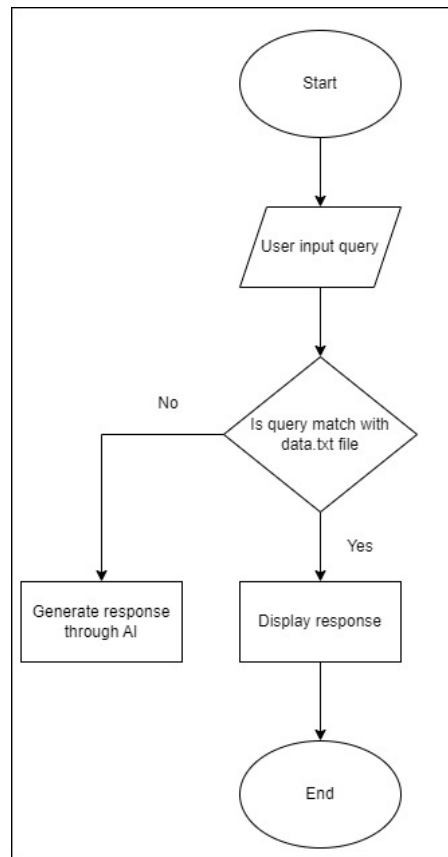 Start
User input query
Is query match with
data.txt file
No
Yes
Generate response
through AI
Display response
End